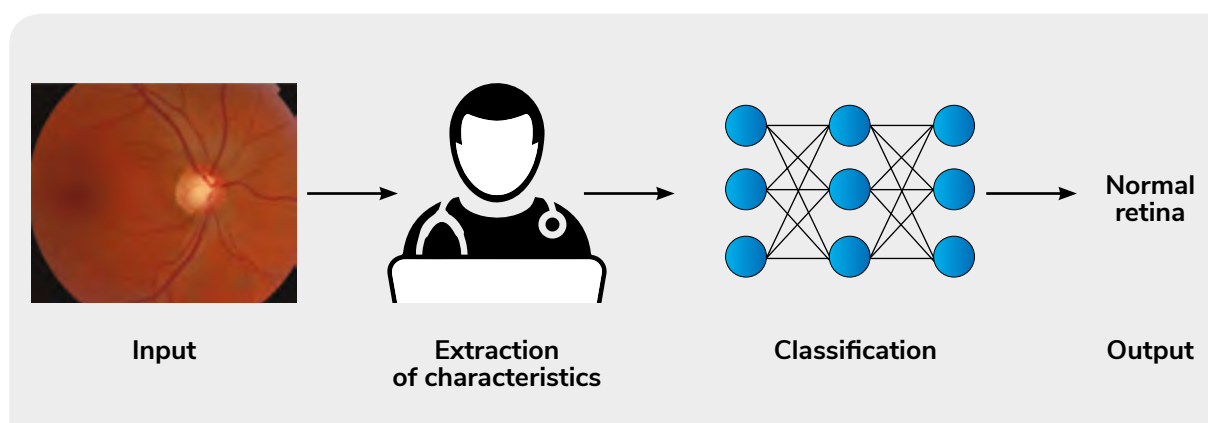 Normal
retina
Input
Extraction
of characteristics
Classification
Output